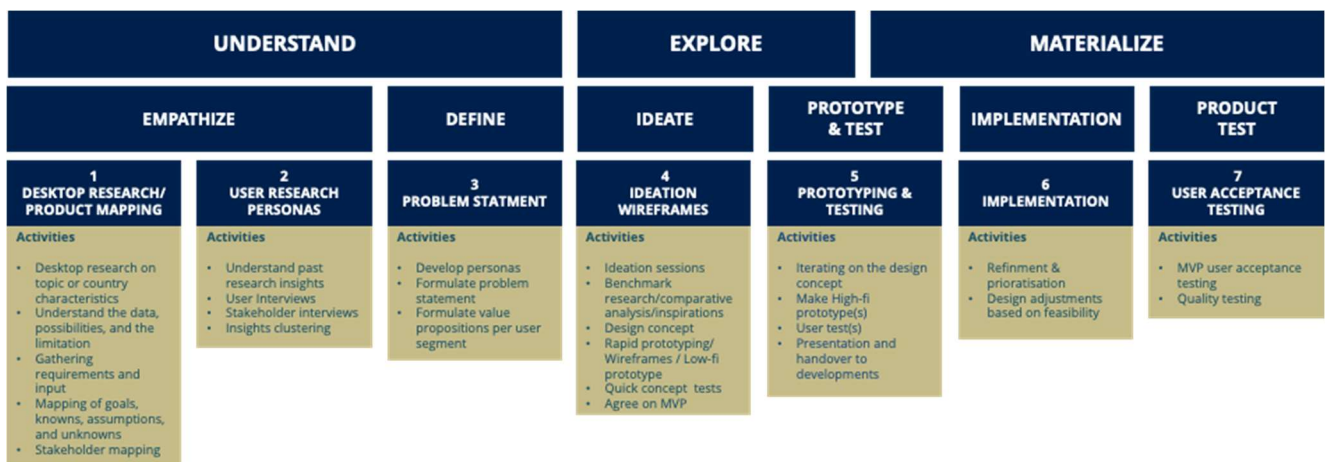 UNDERSTAND
EXPLORE
MATERIALIZE
EMPATHIZE
DEFINE
IDEATE
PROTOTYPE
& TEST
IMPLEMENTATION
PRODUCT
TEST
1
DESKTOP RESEARCH/
PRODUCT MAPPING
Activities
• Desktop research on
topic or country
characteristics
• Understand the data,
possibilities, and the
limitation
• Gathering
requirements and
input
• Mapping of goals,
knowns, assumptions,
and unknowns
• Stakeholder mapping
2
USER RESEARCH
PERSONAS
Activities
• Understand past
research insights
• User Interviews
• Stakeholder interviews
• Insights clustering
3
PROBLEM STATMENT
Activities
• Develop personas
• Formulate problem
statement
• Formulate value
propositions per user
segment
4
IDEATION
WIREFRAMES
Activities
• Ideation sessions
• Benchmark
research/comparative
analysis/inspirations
• Design concept
• Rapid prototyping/
Wireframes / Low-fi
prototype
• Quick concept tests
• Agree on MVP
5
PROTOTYPING &
TESTING
Activities
• Iterating on the design
concept
• Make High-fi
prototype(s)
• User test(s)
• Presentation and
handover to
developments
6
IMPLEMENTATION
Activities
• Refinment &
prioratisation
• Design adjustments
based on feasibility
7
USER ACCEPTANCE
TESTING
Activities
• MVP user acceptance
testing
• Quality testing